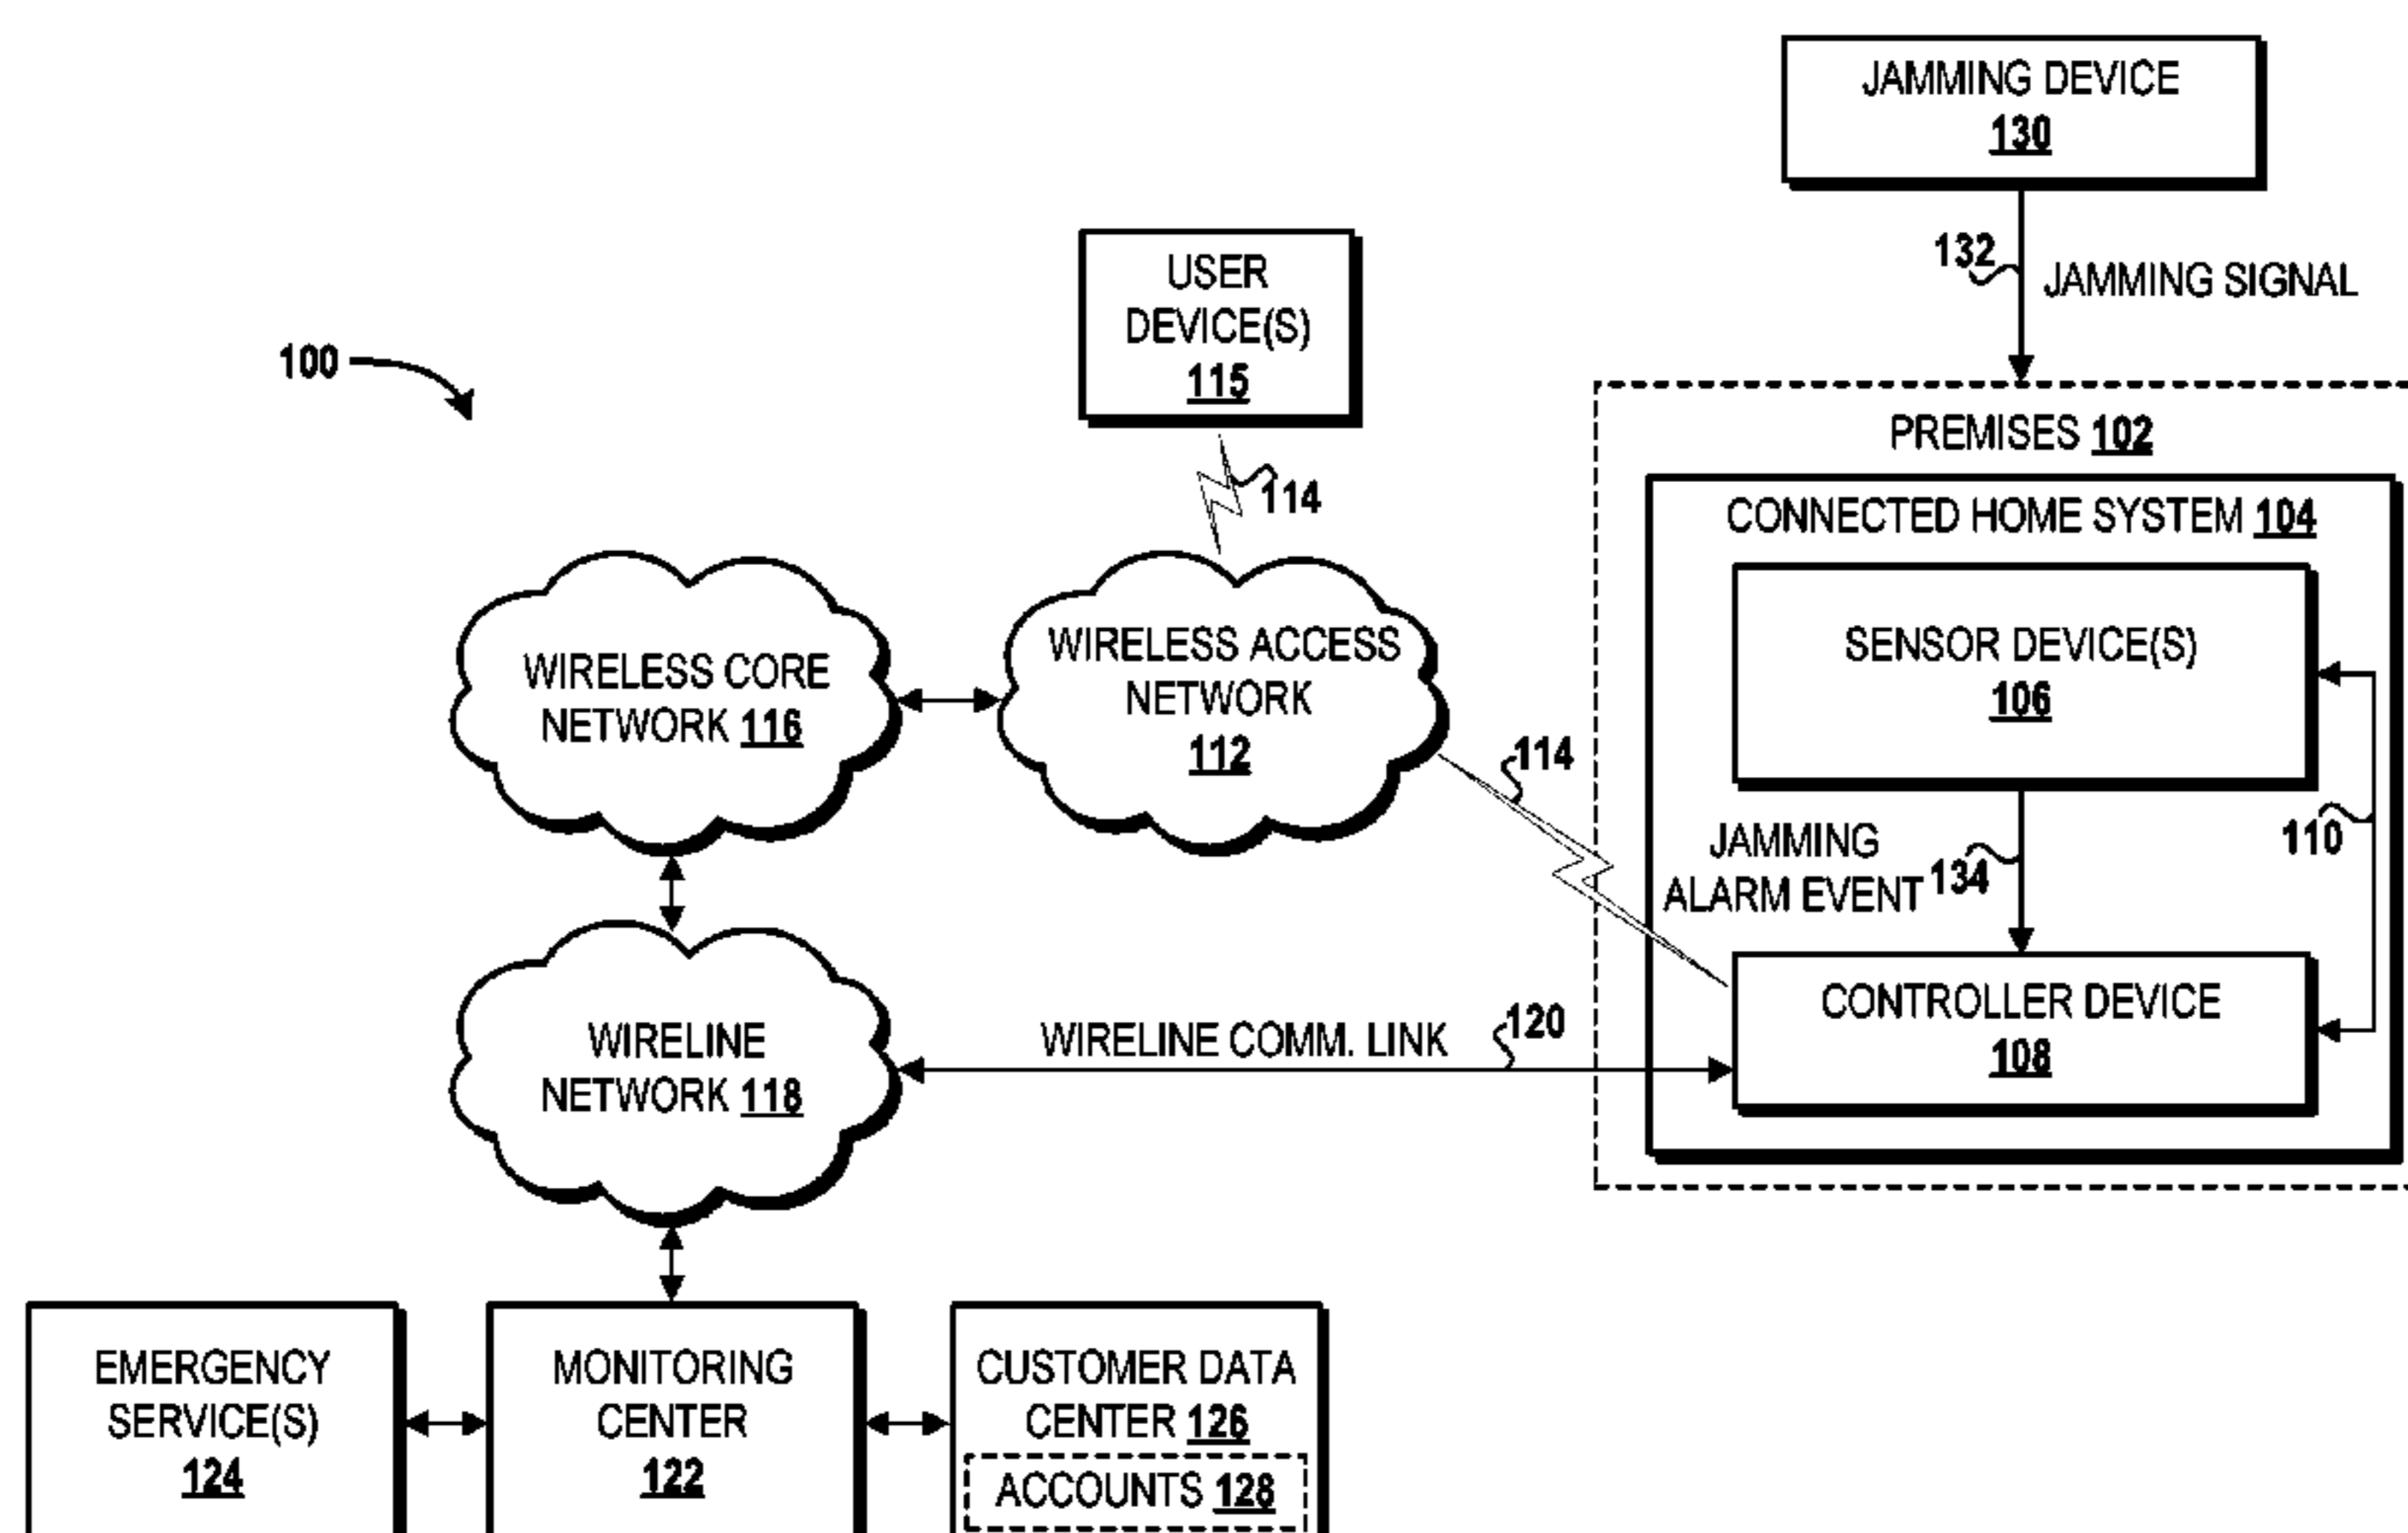 JAMMING DEVICE
130
132
JAMMING SIGNAL
100
USER
DEVICE(S)
115
114
PREMISES 102
CONNECTED HOME SYSTEM 104
SENSOR DEVICE(S)
106
WIRELESS CORE
NETWORK 116
WIRELESS ACCESS
NETWORK
112
114
110
JAMMING
ALARM EVENT
134
CONTROLLER DEVICE
108
WIRELINE
NETWORK 118
WIRELINE COMM. LINK
120
EMERGENCY
SERVICE(S)
124
MONITORING
CENTER
122
CUSTOMER DATA
CENTER 126
ACCOUNTS 128